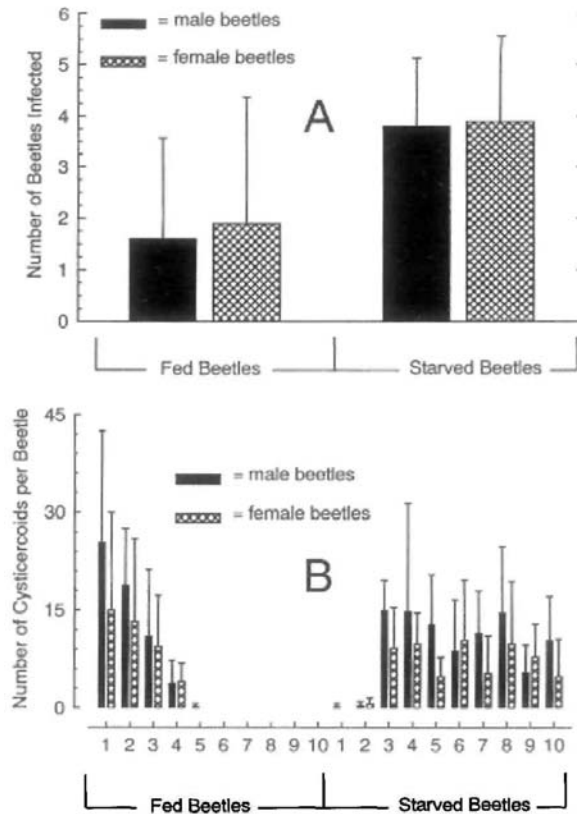 6
5
4
3
2
1
0
Number of Beetles Infected
= male beetles
= female beetles
A
Fed Beetles Starved Beetles
45
30
15
0
Number of Cysticercoids per Beetle
= male beetles
= female beetles
B
1 2 3 4 5 6 7 8 9 10 1 2 3 4 5 6 7 8 9 10
Fed Beetles Starved Beetles